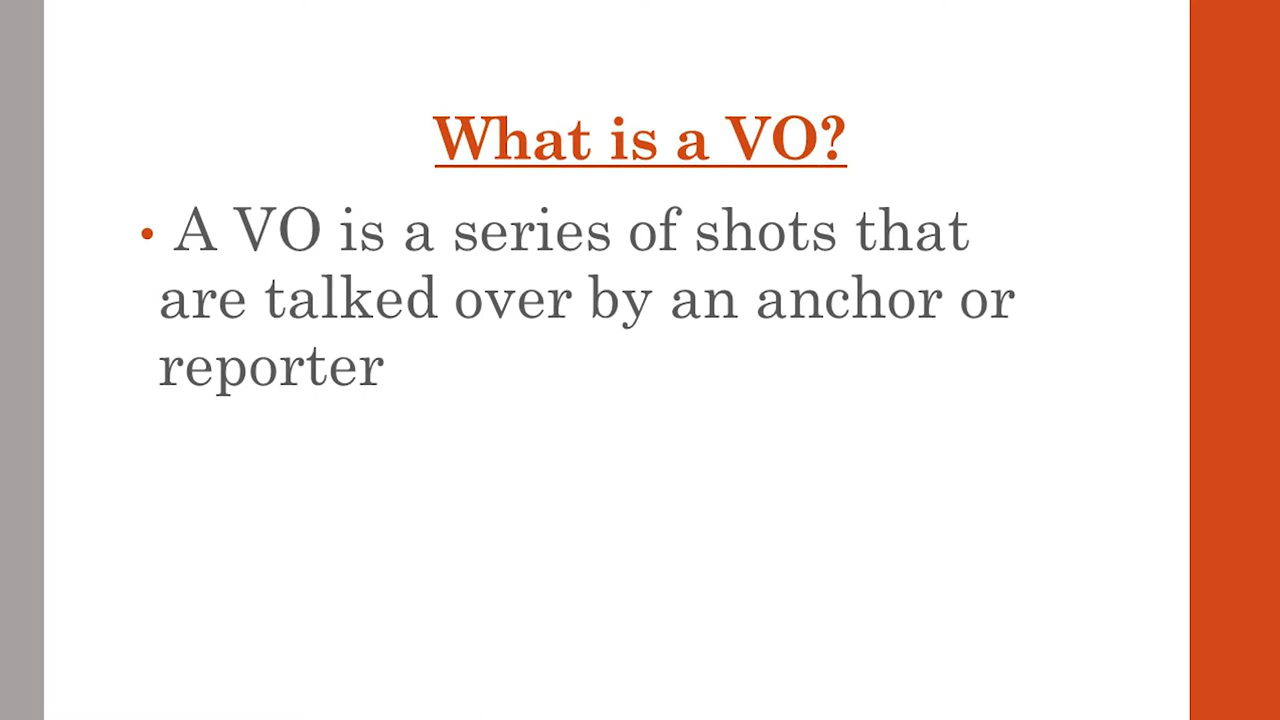 What is a VO?
• A VO is a series of shots that
are talked over by an anchor or
reporter